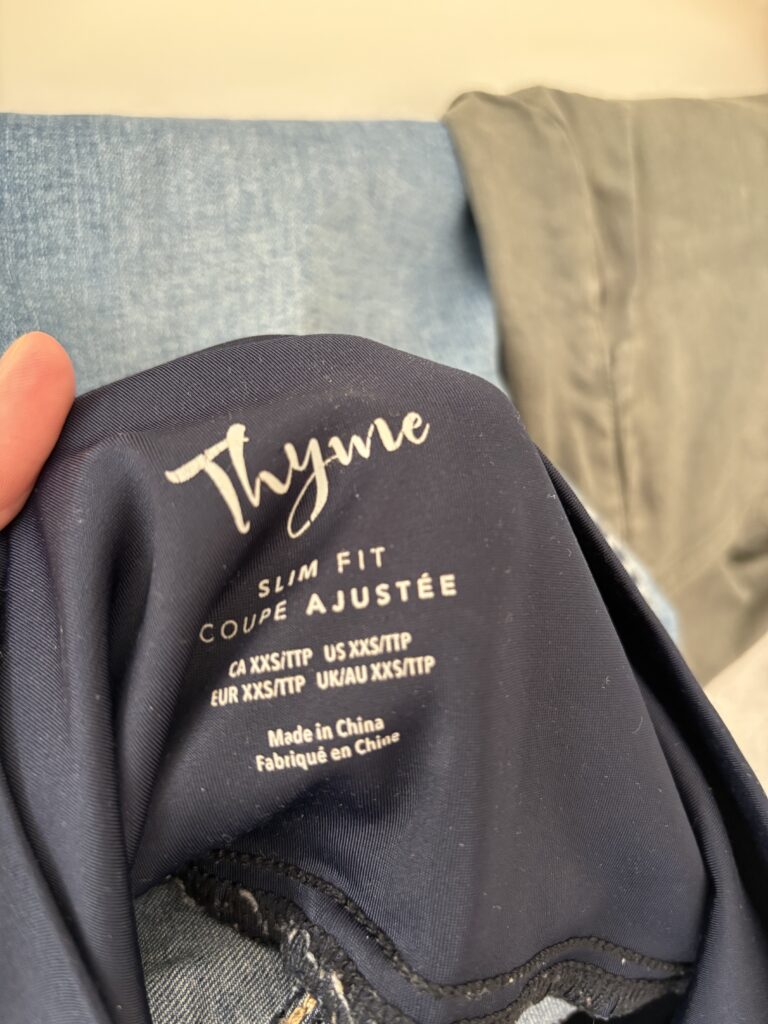 Thyme
SLIM FIT
COUPE AJUSTÉE
CA XXS/TTP US XXS/TTP
EUR XXS/TTP UK/AU XXS/TTP
Made in China
Fabriqué en Chine